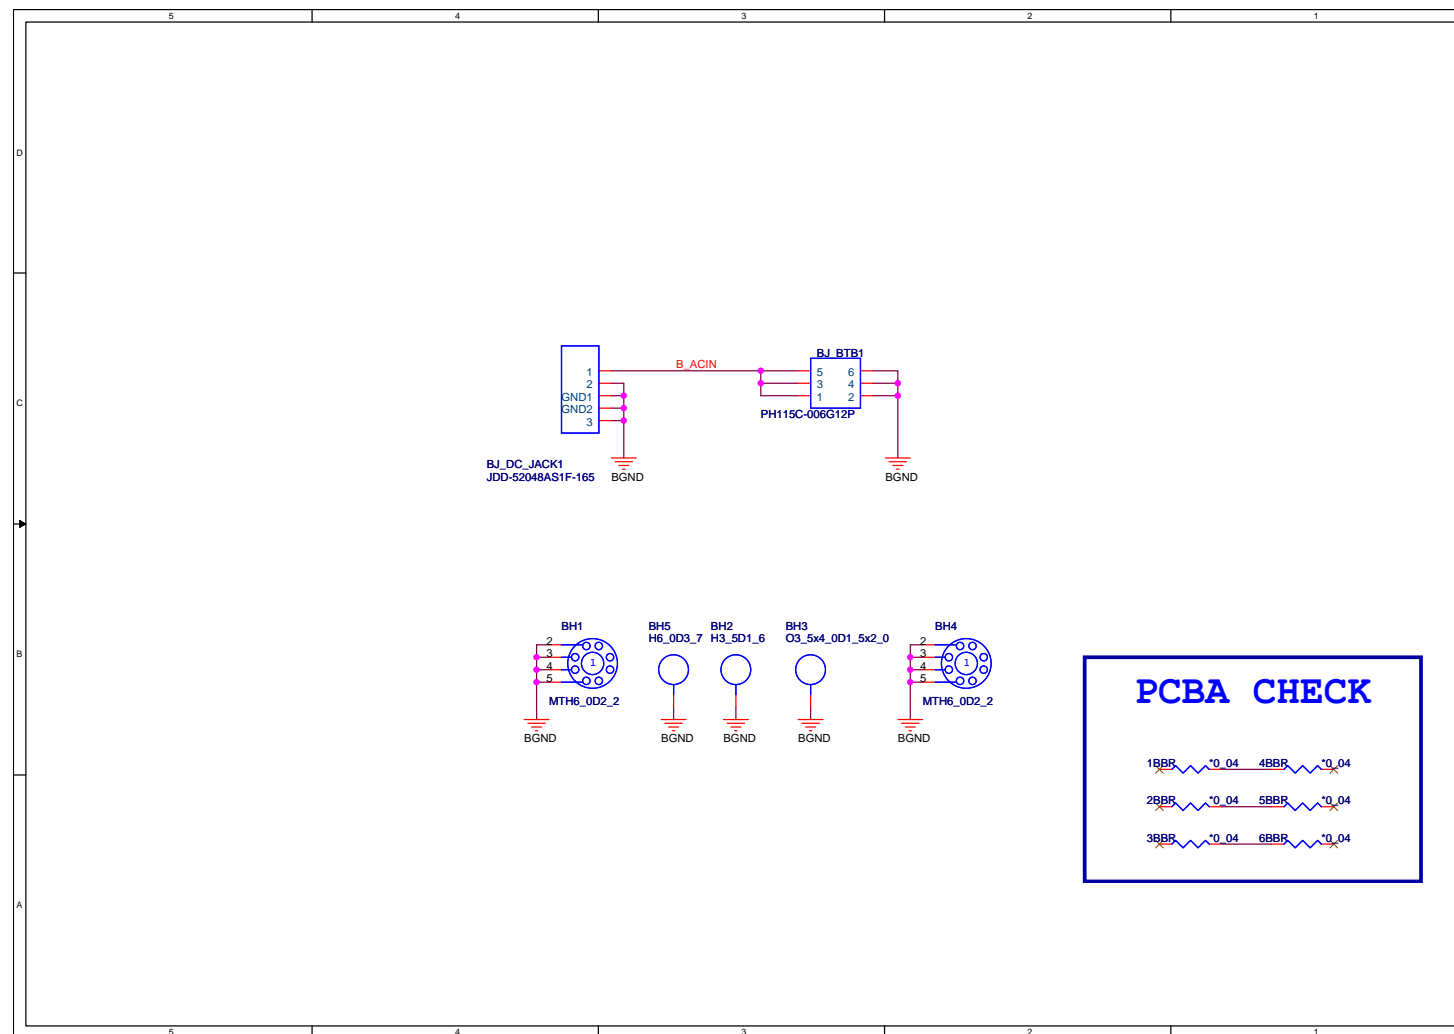 5 4 3 2 1
D
C
B
A
BJ_BTB1
B_ACIN
1
2
GND1
GND2
3
5 6
3 4
1 2
PH115C-006G12P
BJ_DC_JACK1
JDD-52048AS1F-165
BGND
BGND
BH1
BH5
H6_0D3_7
BH2
H3_5D1_6
BH3
O3_5x4_0D1_5x2_0
BH4
2
3
4
5
1
2
3
4
5
1
MTH6_0D2_2
MTH6_0D2_2
BGND
BGND
BGND
BGND
BGND
PCBA CHECK
1BBR *0_04 4BBR *0_04
2BBR *0_04 5BBR *0_04
3BBR *0_04 6BBR *0_04
5 4 3 2 1